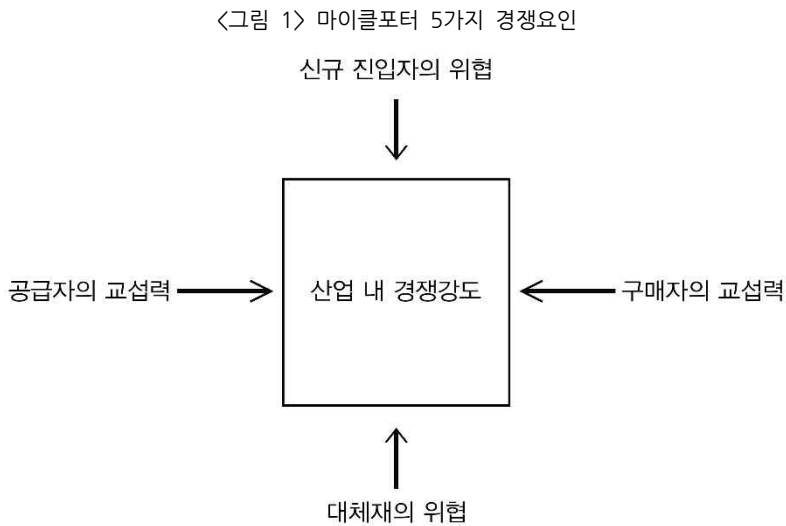 <그림 1> 마이클포터 5가지 경쟁요인
신규 진입자의 위협
공급자의 교섭력
산업 내 경쟁강도
구매자의 교섭력
대체재의 위협